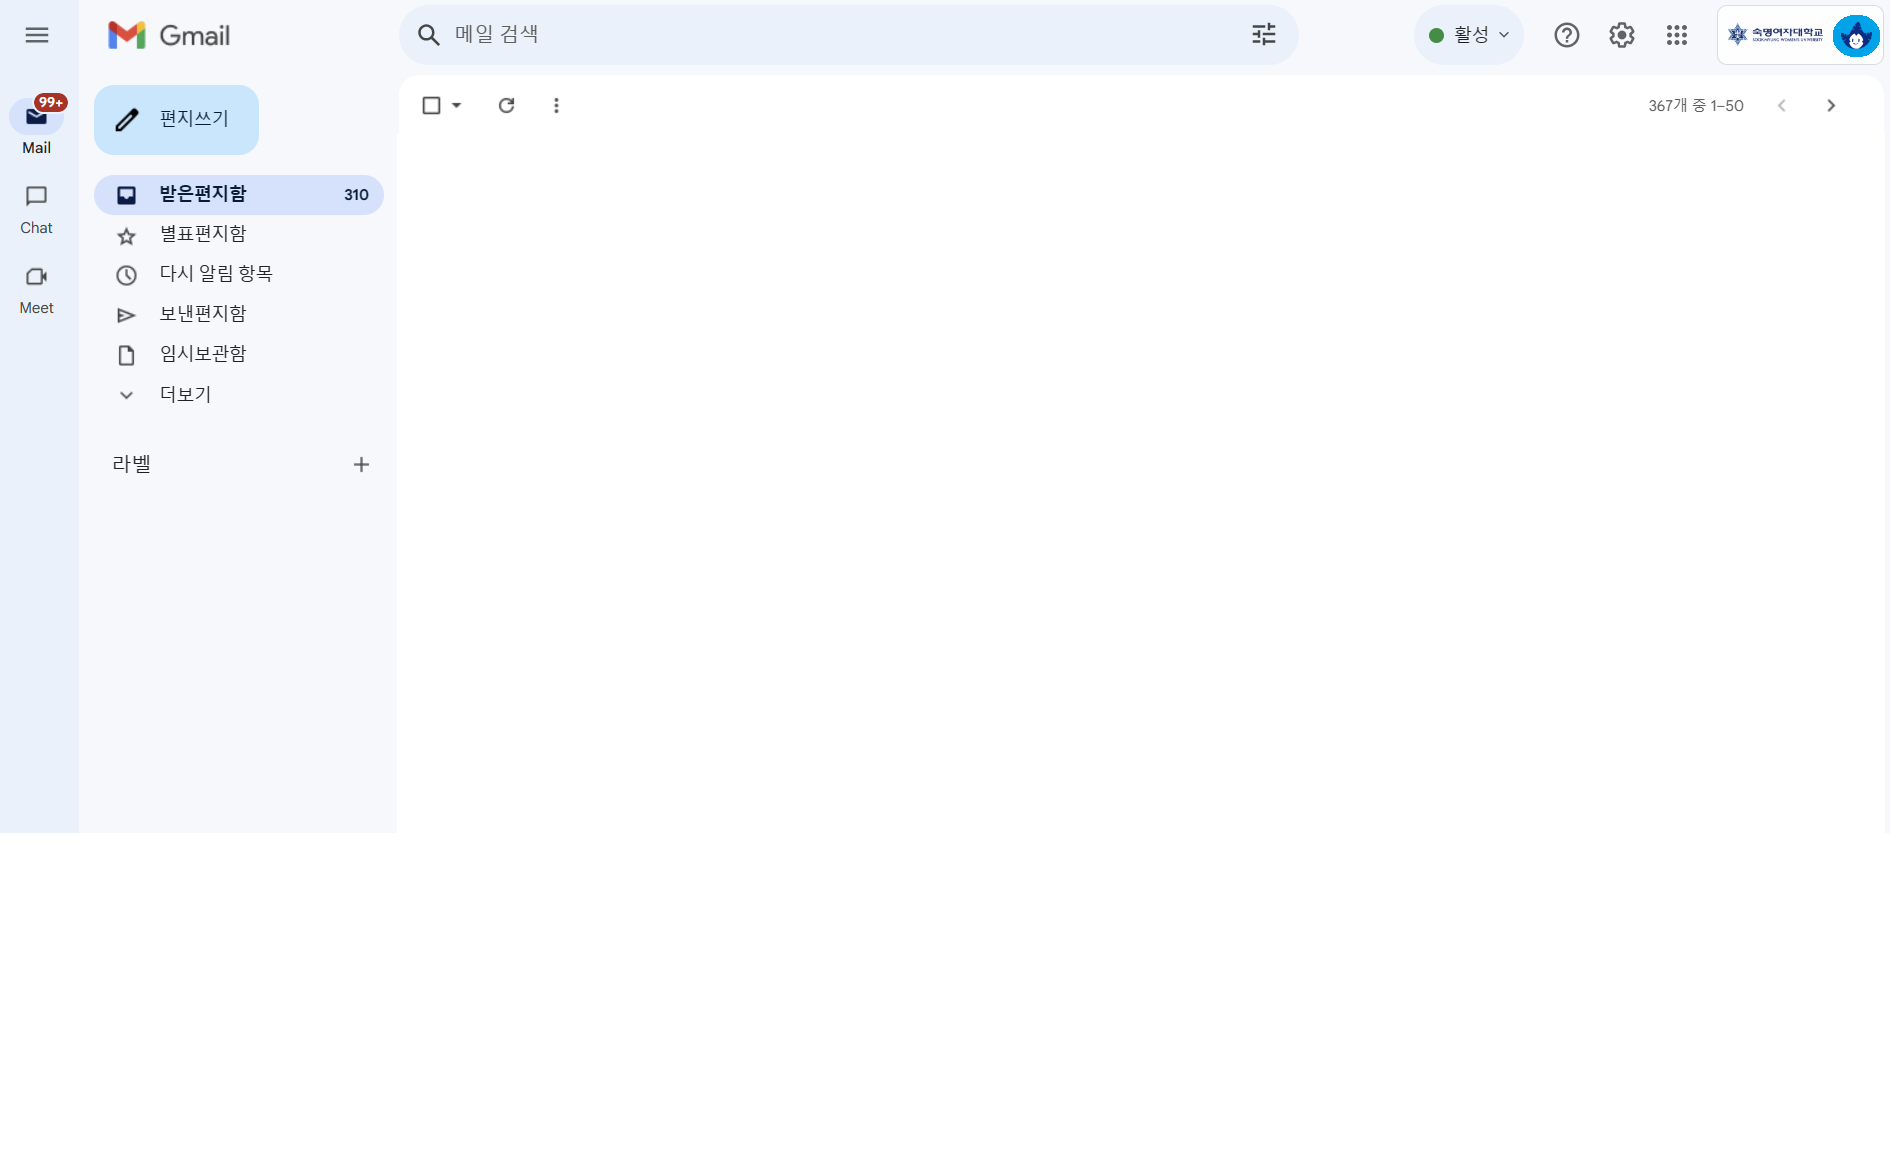 Gmail
메일 검색
활성
숙명여자대학교
SOOKMYUNG WOMEN'S UNIVERSITY
99+
Mail
Chat
Meet
편지쓰기
받은편지함 310
별표편지함
다시 알림 항목
보낸편지함
임시보관함
더보기
라벨
367개 중 1–50